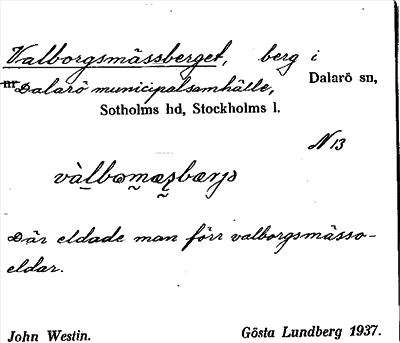 Valborgsmässberget, berg i
Dalarö municipalsamhälle, Dalarö sn,
Sotholms hd, Stockholms l.
N 13
Där eldade man förr valborgsmässo-
eldar.
John Westin. Gösta Lundberg 1937.